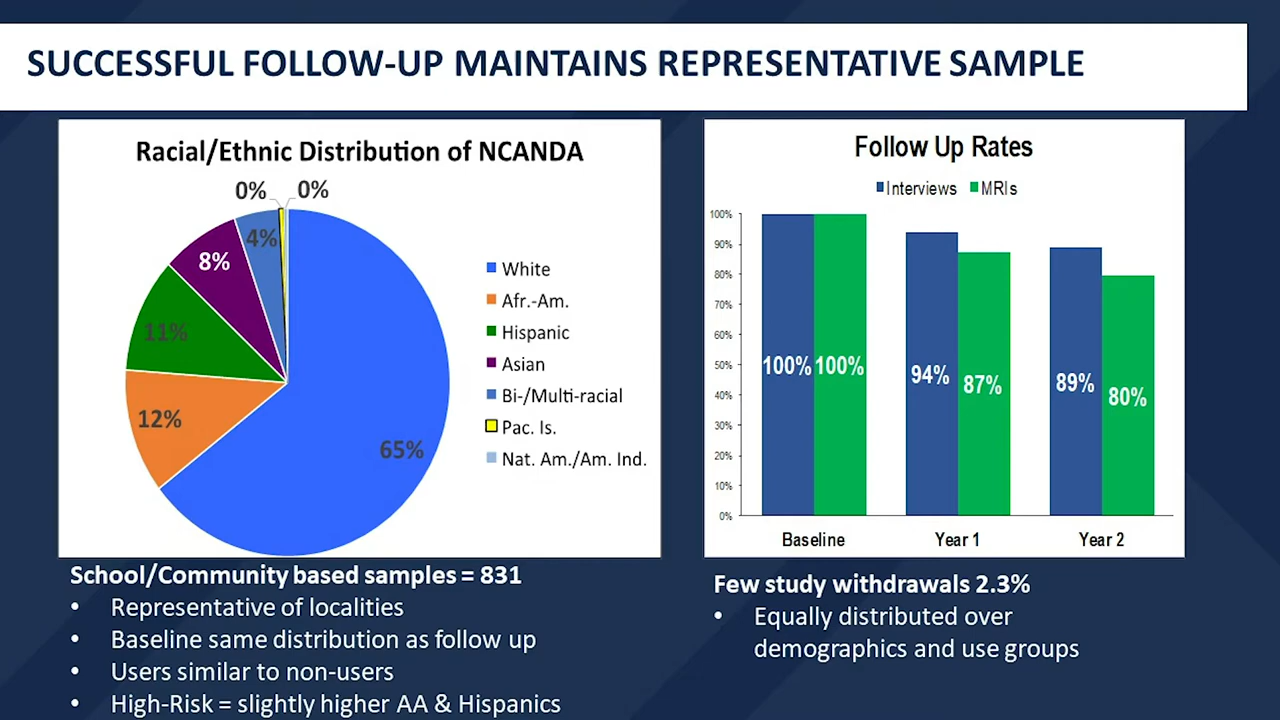 SUCCESSFUL FOLLOW-UP MAINTAINS REPRESENTATIVE SAMPLE
Racial/Ethnic Distribution of NCANDA
0%
0%
4%
8%
11%
12%
65%
White
Afr.-Am.
Hispanic
Asian
Bi-/Multi-racial
Pac. Is.
Nat. Am./Am. Ind.
School/Community based samples = 831
• Representative of localities
• Baseline same distribution as follow up
• Users similar to non-users
• High-Risk = slightly higher AA & Hispanics
Follow Up Rates
Interviews MRIs
100%
90%
80%
70%
60%
50%
40%
30%
20%
10%
0%
100% 100%
94% 87%
89% 80%
Baseline Year 1 Year 2
Few study withdrawals 2.3%
• Equally distributed over
demographics and use groups